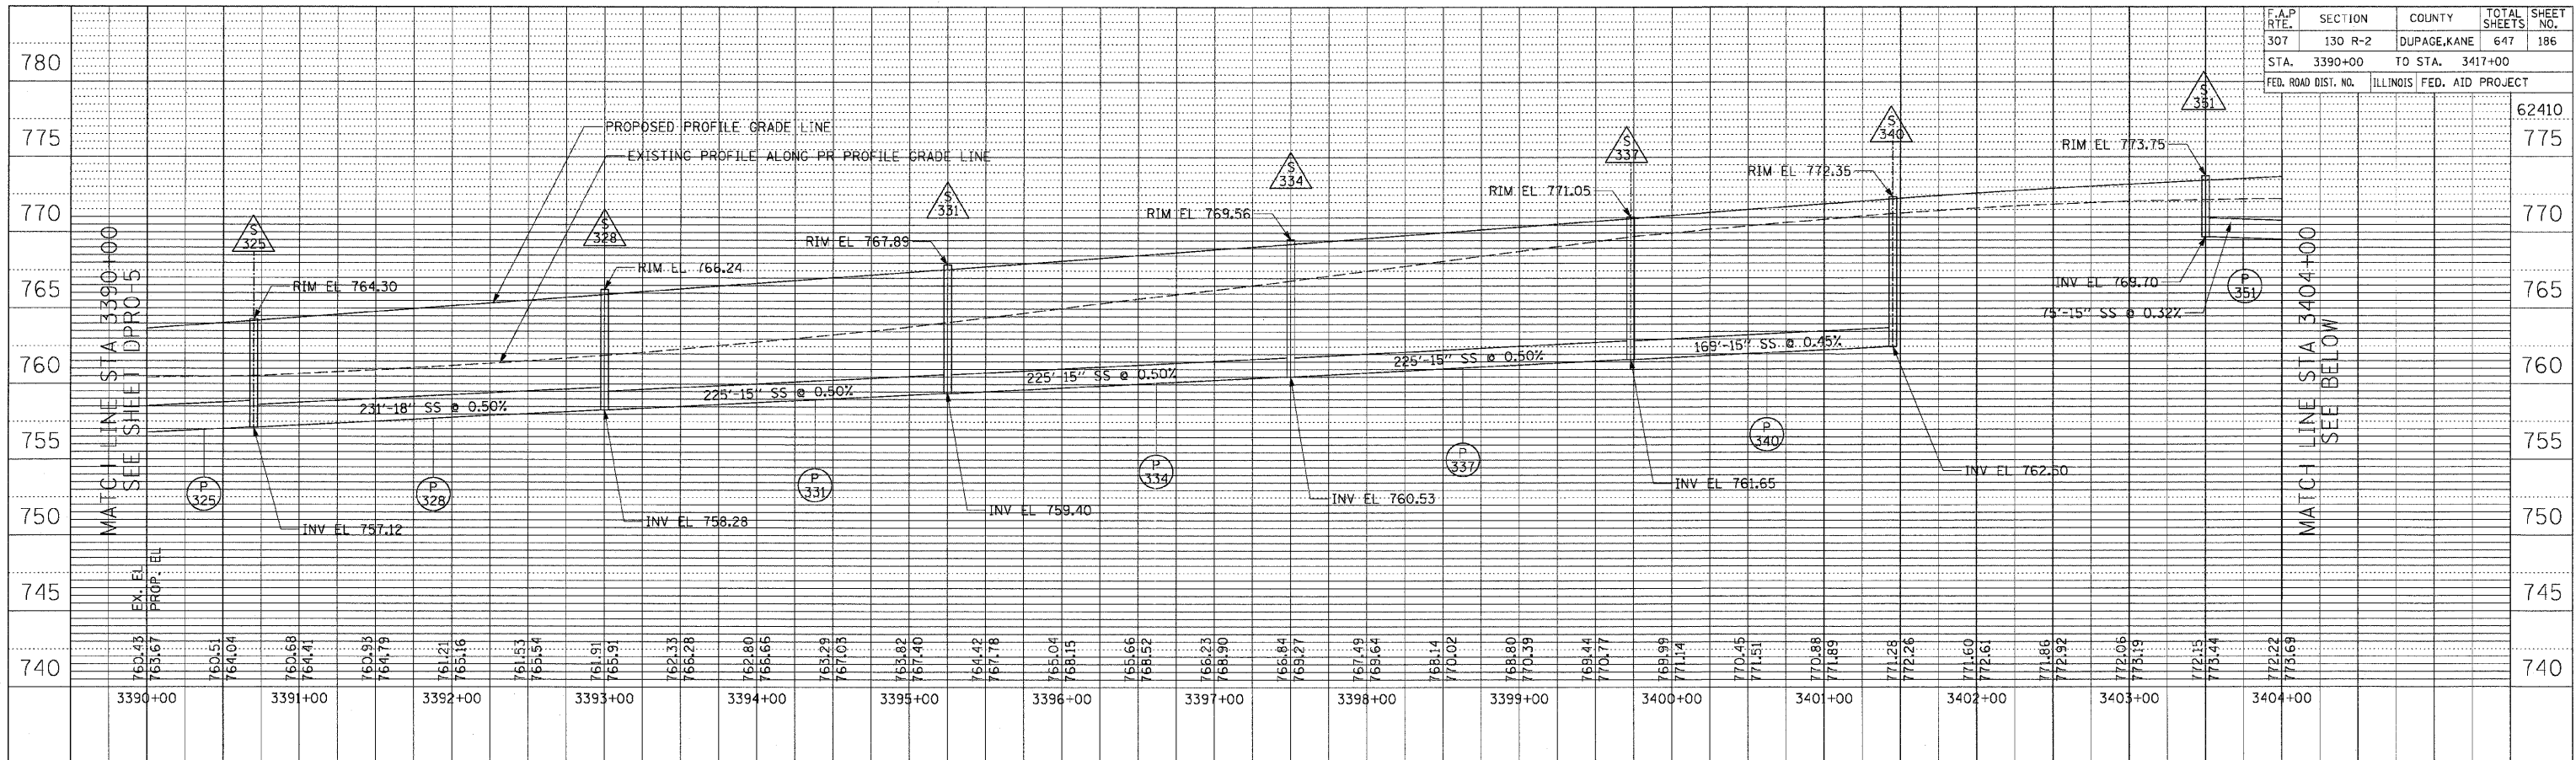 F.A.P RTE. SECTION COUNTY TOTAL SHEETS SHEET NO.
307 130 R-2 DUPAGE,KANE 647 186
STA. 3390+00 TO STA. 3417+00
FED. ROAD DIST. NO. ILLINOIS FED. AID PROJECT
62410
780
775
770
765
760
755
750
745
740
775
770
765
760
755
750
745
740
MATCH LINE STA 3390+00
SEE SHEET DPRO-5
PROPOSED PROFILE GRADE LINE
EXISTING PROFILE ALONG PR PROFILE GRADE LINE
S 325
S 328
S 331
S 334
S 337
S 340
S 351
RIM EL 764.30
RIM EL 766.24
RIM EL 767.89
RIM EL 769.56
RIM EL 771.05
RIM EL 772.35
RIM EL 773.75
231'-18" SS @ 0.50%
225'-15" SS @ 0.50%
225'-15" SS @ 0.50%
225'-15" SS @ 0.50%
169'-15" SS @ 0.45%
75'-15" SS @ 0.32%
P 325
P 328
P 331
P 334
P 337
P 340
P 351
INV EL 757.12
INV EL 758.28
INV EL 759.40
INV EL 760.53
INV EL 761.65
INV EL 762.50
INV EL 769.70
MATCH LINE STA 3404+00
SEE BELOW
EX. EL
PROP. EL
760.43 763.67
760.51 764.04
760.68 764.41
760.93 764.79
761.21 765.16
761.53 765.54
761.91 765.91
762.33 766.28
762.80 766.66
763.29 767.03
763.82 767.40
764.42 767.78
765.04 768.15
765.66 768.52
766.23 768.90
766.84 769.27
767.49 769.64
768.14 770.02
768.80 770.39
769.44 770.77
769.99 771.14
770.45 771.51
770.88 771.89
771.28 772.26
771.60 772.61
771.86 772.92
772.06 773.19
772.15 773.44
772.22 773.69
3390+00
3391+00
3392+00
3393+00
3394+00
3395+00
3396+00
3397+00
3398+00
3399+00
3400+00
3401+00
3402+00
3403+00
3404+00